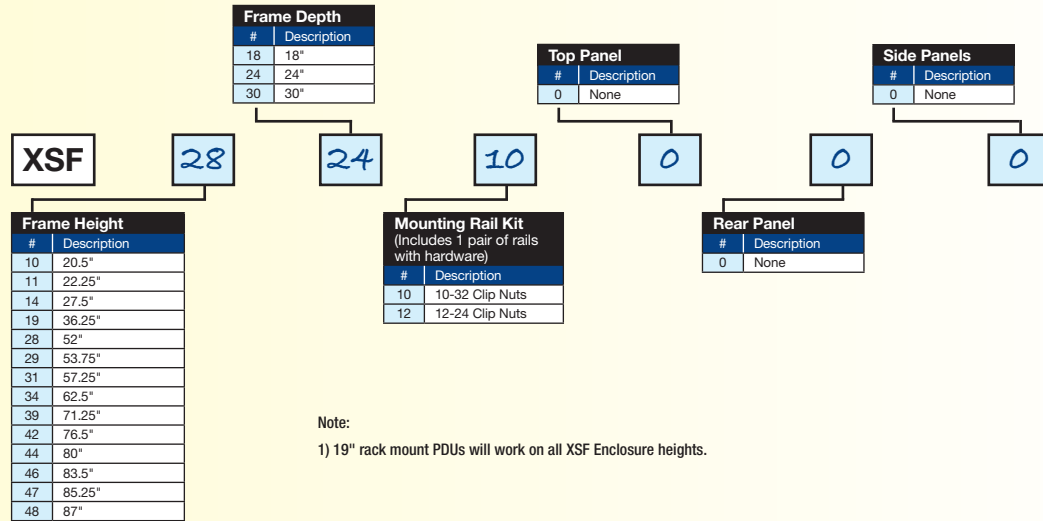 Frame Depth
# Description
18 18"
24 24"
30 30"
Top Panel
# Description
0 None
Side Panels
# Description
0 None
XSF 28 24 10 0 0 0
Frame Height
# Description
10 20.5"
11 22.25"
14 27.5"
19 36.25"
28 52"
29 53.75"
31 57.25"
34 62.5"
39 71.25"
42 76.5"
44 80"
46 83.5"
47 85.25"
48 87"
Mounting Rail Kit
(Includes 1 pair of rails
with hardware)
# Description
10 10-32 Clip Nuts
12 12-24 Clip Nuts
Rear Panel
# Description
0 None
Note:
1) 19" rack mount PDUs will work on all XSF Enclosure heights.